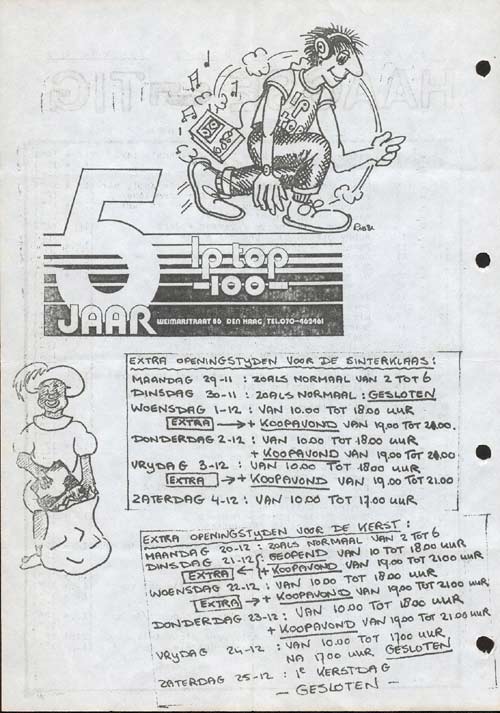 5
JAAR
lp top
-100-
WEIMARSTRAAT 86 DEN HAAG, TEL.070-462461
EXTRA OPENINGSTYDEN VOOR DE SINTERKLAAS:
MAANDAG 29-11 : ZOALS NORMAAL VAN 2 TOT 6
DINSDAG 30-11 : ZOALS NORMAAL : GESLOTEN
WOENSDAG 1-12 : VAN 10.00 TOT 18.00 UUR
EXTRA → + KOOPAVOND VAN 19.00 TOT 21.00.
DONDERDAG 2-12 : VAN 10.00 TOT 18.00 UUR
+ KOOPAVOND VAN 19.00 TOT 21.00.
VRYDAG 3-12 : VAN 10.00 TOT 18.00 UUR
EXTRA → + KOOPAVOND VAN 19.00 TOT 21.00
ZATERDAG 4-12 : VAN 10.00 TOT 17.00 UUR
EXTRA OPENINGSTYDEN VOOR DE KERST :
MAANDAG 20-12 : ZOALS NORMAAL VAN 2 TOT 6
DINSDAG 21-12 : GEOPEND VAN 10 TOT 18.00 UUR
EXTRA ← + KOOPAVOND VAN 19.00 TOT 21.00 UUR
WOENSDAG 22-12 : VAN 10.00 TOT 18.00 UUR
EXTRA → + KOOPAVOND VAN 19.00 TOT 21.00 UUR
DONDERDAG 23-12 : VAN 10.00 TOT 18.00 UUR
+ KOOPAVOND VAN 19.00 TOT 21.00 UUR
VRYDAG 24-12 : VAN 10.00 TOT 17.00 UUR
NA 17.00 UUR GESLOTEN
ZATERDAG 25-12 : 1e KERSTDAG
- GESLOTEN -